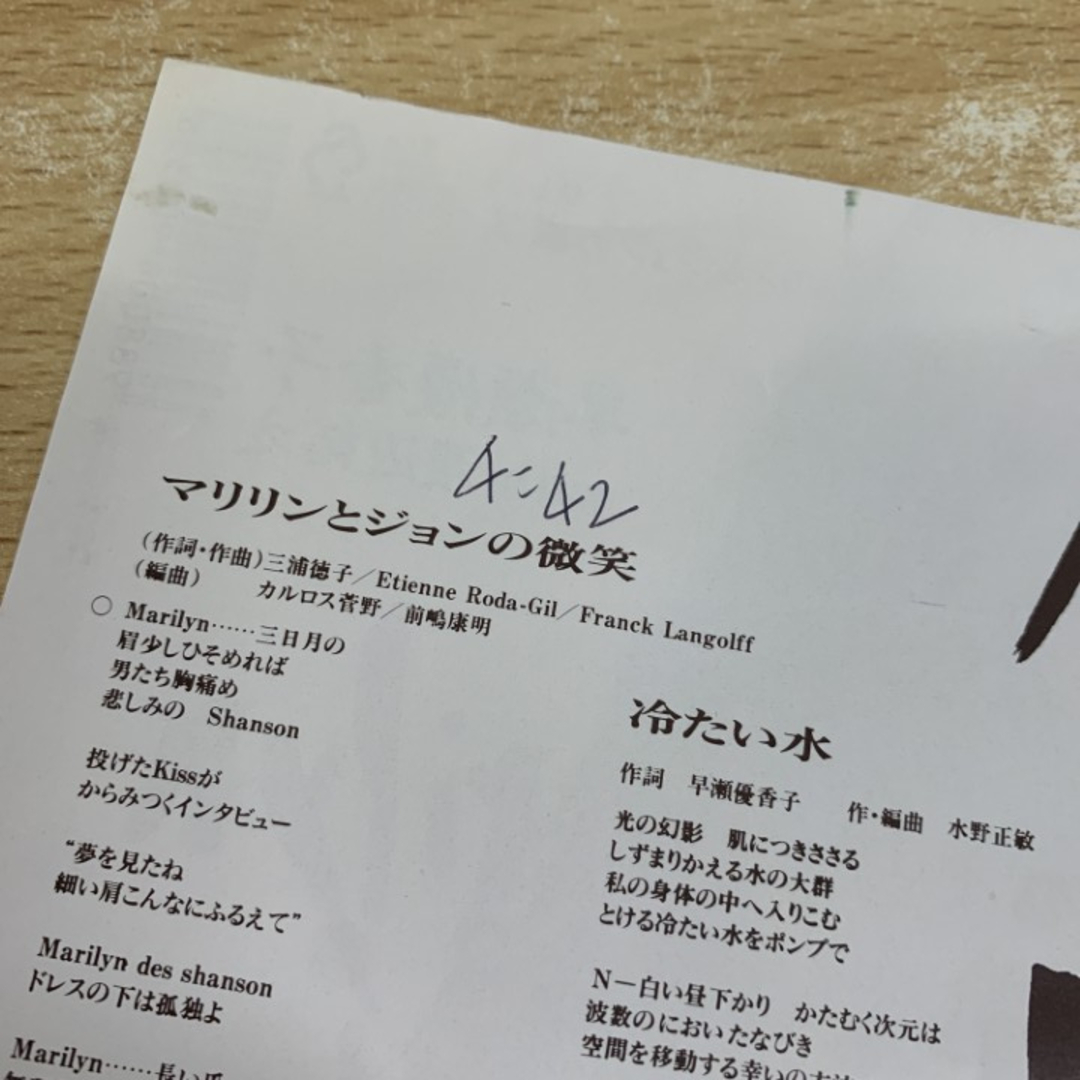 4:42
マリリンとジョンの微笑
(作詞・作曲)三浦徳子／Etienne Roda-Gil／Franck Langolff
(編曲) カルロス菅野／前嶋康明
○ Marilyn……三日月の
眉少しひそめれば
男たち胸痛め
悲しみの Shanson
投げたKissが
からみつくインタビュー
“夢を見たね
細い肩こんなにふるえて”
Marilyn des shanson
ドレスの下は孤独よ
Marilyn……長い爪
冷たい水
作詞 早瀬優香子 作・編曲 水野正敏
光の幻影 肌につきささる
しずまりかえる水の大群
私の身体の中へ入りこむ
とける冷たい水をポンプで
N－白い昼下かり かたむく次元は
波数のにおいたなびき
空間を移動する幸いの